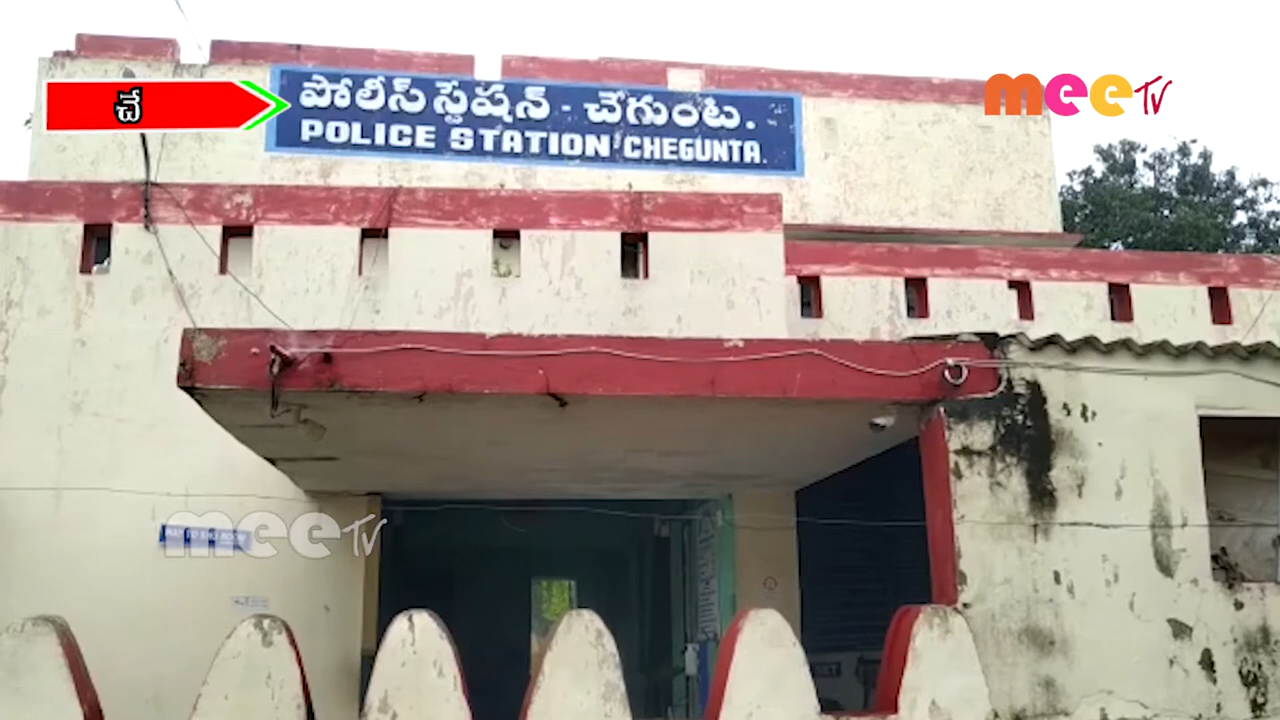 పోలీస్ స్టేషన్ - చేగుంట.
POLICE STATION CHEGUNTA.
చే
meeTV
meeTV